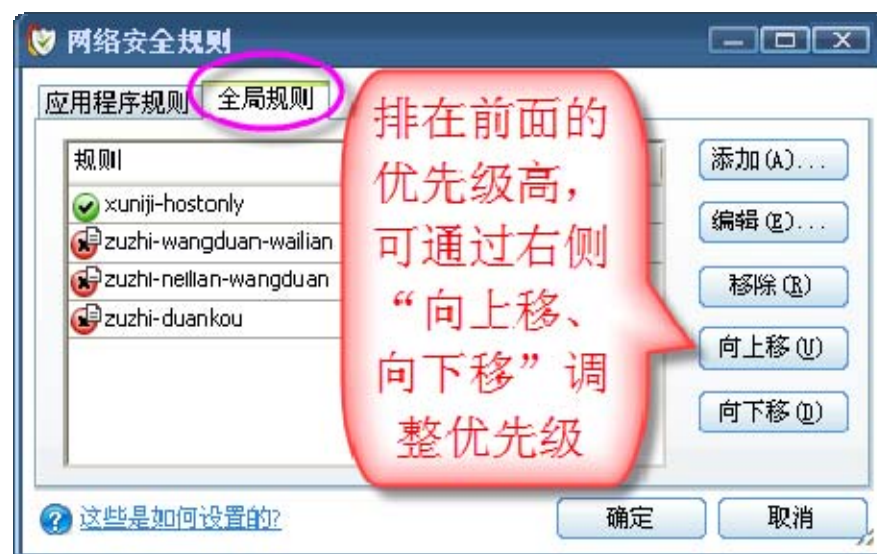 网络安全规则
应用程序规则 全局规则
规则
xuniji-hostonly
zuzhi-wangduan-wailian
zuzhi-neilian-wangduan
zuzhi-duankou
排在前面的
优先级高，
可通过右侧
“向上移、
向下移”调
整优先级
添加(A)...
编辑(E)...
移除(R)
向上移(U)
向下移(D)
这些是如何设置的?
确定 取消